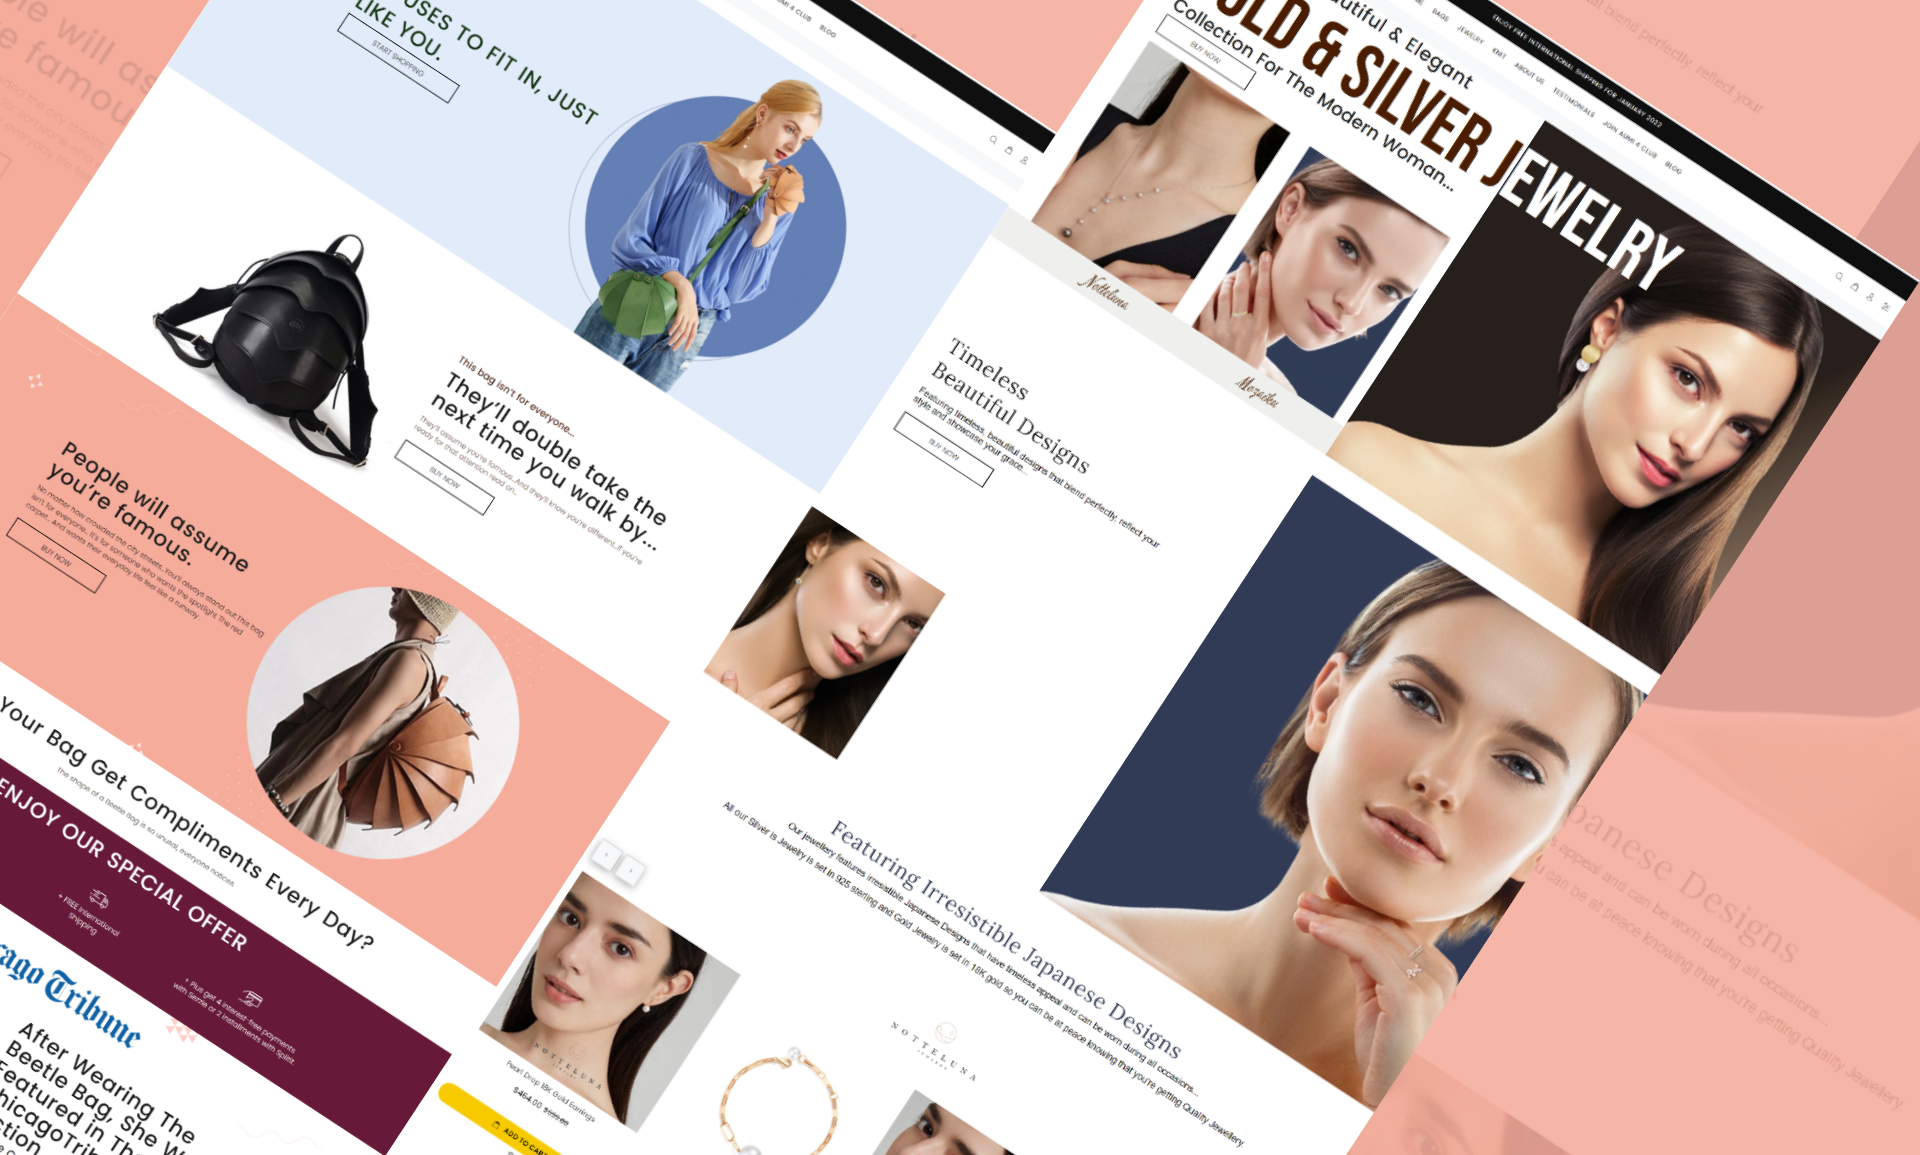 USES TO FIT IN, JUST
LIKE YOU.
START SHOPPING
CLUB
BLOG
This bag isn't for everyone...
They'll double take the
next time you walk by...
They'll assume you're famous...And they'll know you're different...If you're
ready for that attention read on...
BUY NOW
People will assume
you're famous.
No matter how crowded the city streets...You'll always stand out.This bag
isn't for everyone... It's for someone who wants the spotlight. The red
carpet... And wants their everyday life feel like a runway...
BUY NOW
Your Bag Get Compliments Every Day?
The shape of a Beetle Bag is so unusual, everyone notices.
ENJOY OUR SPECIAL OFFER
+ FREE International
Shipping
+ Plus get 4 interest-free payments
with Sezzle or 2 installments with Splitit
cago Tribune
After Wearing The
Beetle Bag, She W
Featured in The
hicagoTrib
ction
ENJOY FREE INTERNATIONAL SHIPPING FOR JANUARY 2022
BAGS
JEWELRY
KNIT
ABOUT US
TESTIMONIALS
JOIN AUMI 4 CLUB
BLOG
autiful & Elegant
OLD & SILVER JEWELRY
Collection For The Modern Woman...
BUY NOW
Notteluna
Mozaiku
Timeless
Beautiful Designs
Featuring timeless, beautiful designs that blend perfectly, reflect your
style and showcase your grace...
BUY NOW
Featuring Irresistible Japanese Designs
Our jewellery features irresistible Japanese Designs that have timeless appeal and can be worn during all occasions...
All our Silver is Jewelry is set in 925 sterling and Gold Jewelry is set in 18K gold so you can be at peace knowing that you're getting Quality Jewellery
NOTTELUNA
JEWELRY
NOTTELUNA
Pearl Drop 18K Gold Earrings
$464.00
ADD TO CART
ple will as
e famou
al blend perfectly, reflect your
panese Designs
s appeal and can be worn during all occasions...
u can be at peace knowing that you're getting Quality Jewellery